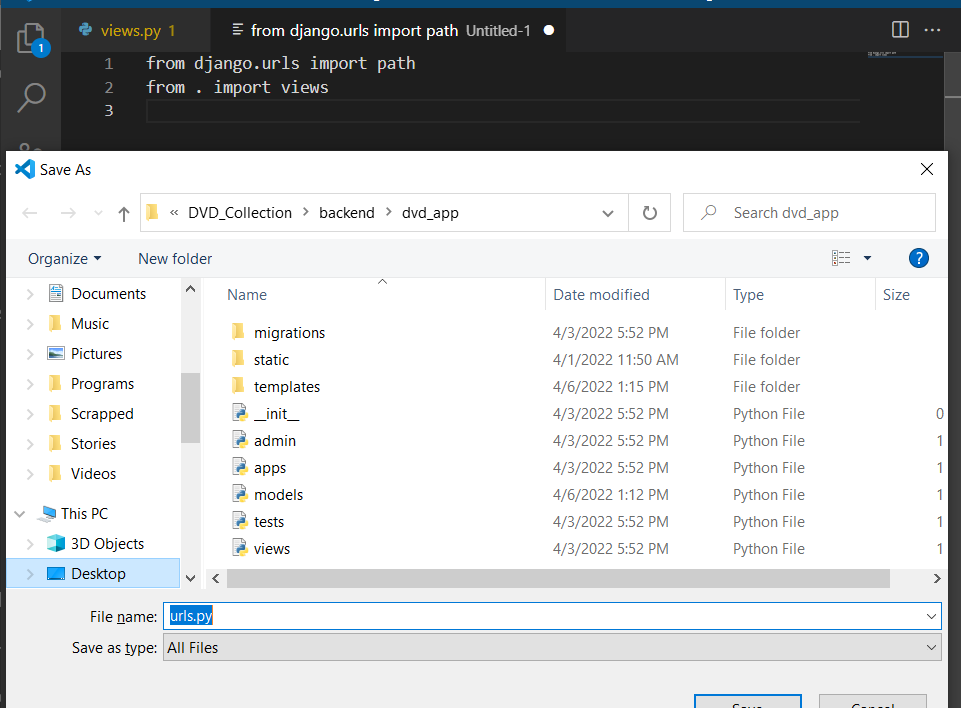 views.py 1
from django.urls import path Untitled-1
1
1 from django.urls import path
2 from . import views
3
Save As
« DVD_Collection > backend > dvd_app
Search dvd_app
Organize
New folder
?
Name Date modified Type Size
Documents
Music
Pictures
Programs
Scrapped
Stories
Videos
This PC
3D Objects
Desktop
migrations 4/3/2022 5:52 PM File folder
static 4/1/2022 11:50 AM File folder
templates 4/6/2022 1:15 PM File folder
__init__ 4/3/2022 5:52 PM Python File 0
admin 4/3/2022 5:52 PM Python File 1
apps 4/3/2022 5:52 PM Python File 1
models 4/6/2022 1:12 PM Python File 1
tests 4/3/2022 5:52 PM Python File 1
views 4/3/2022 5:52 PM Python File 1
File name: urls.py
Save as type: All Files
Save Cancel